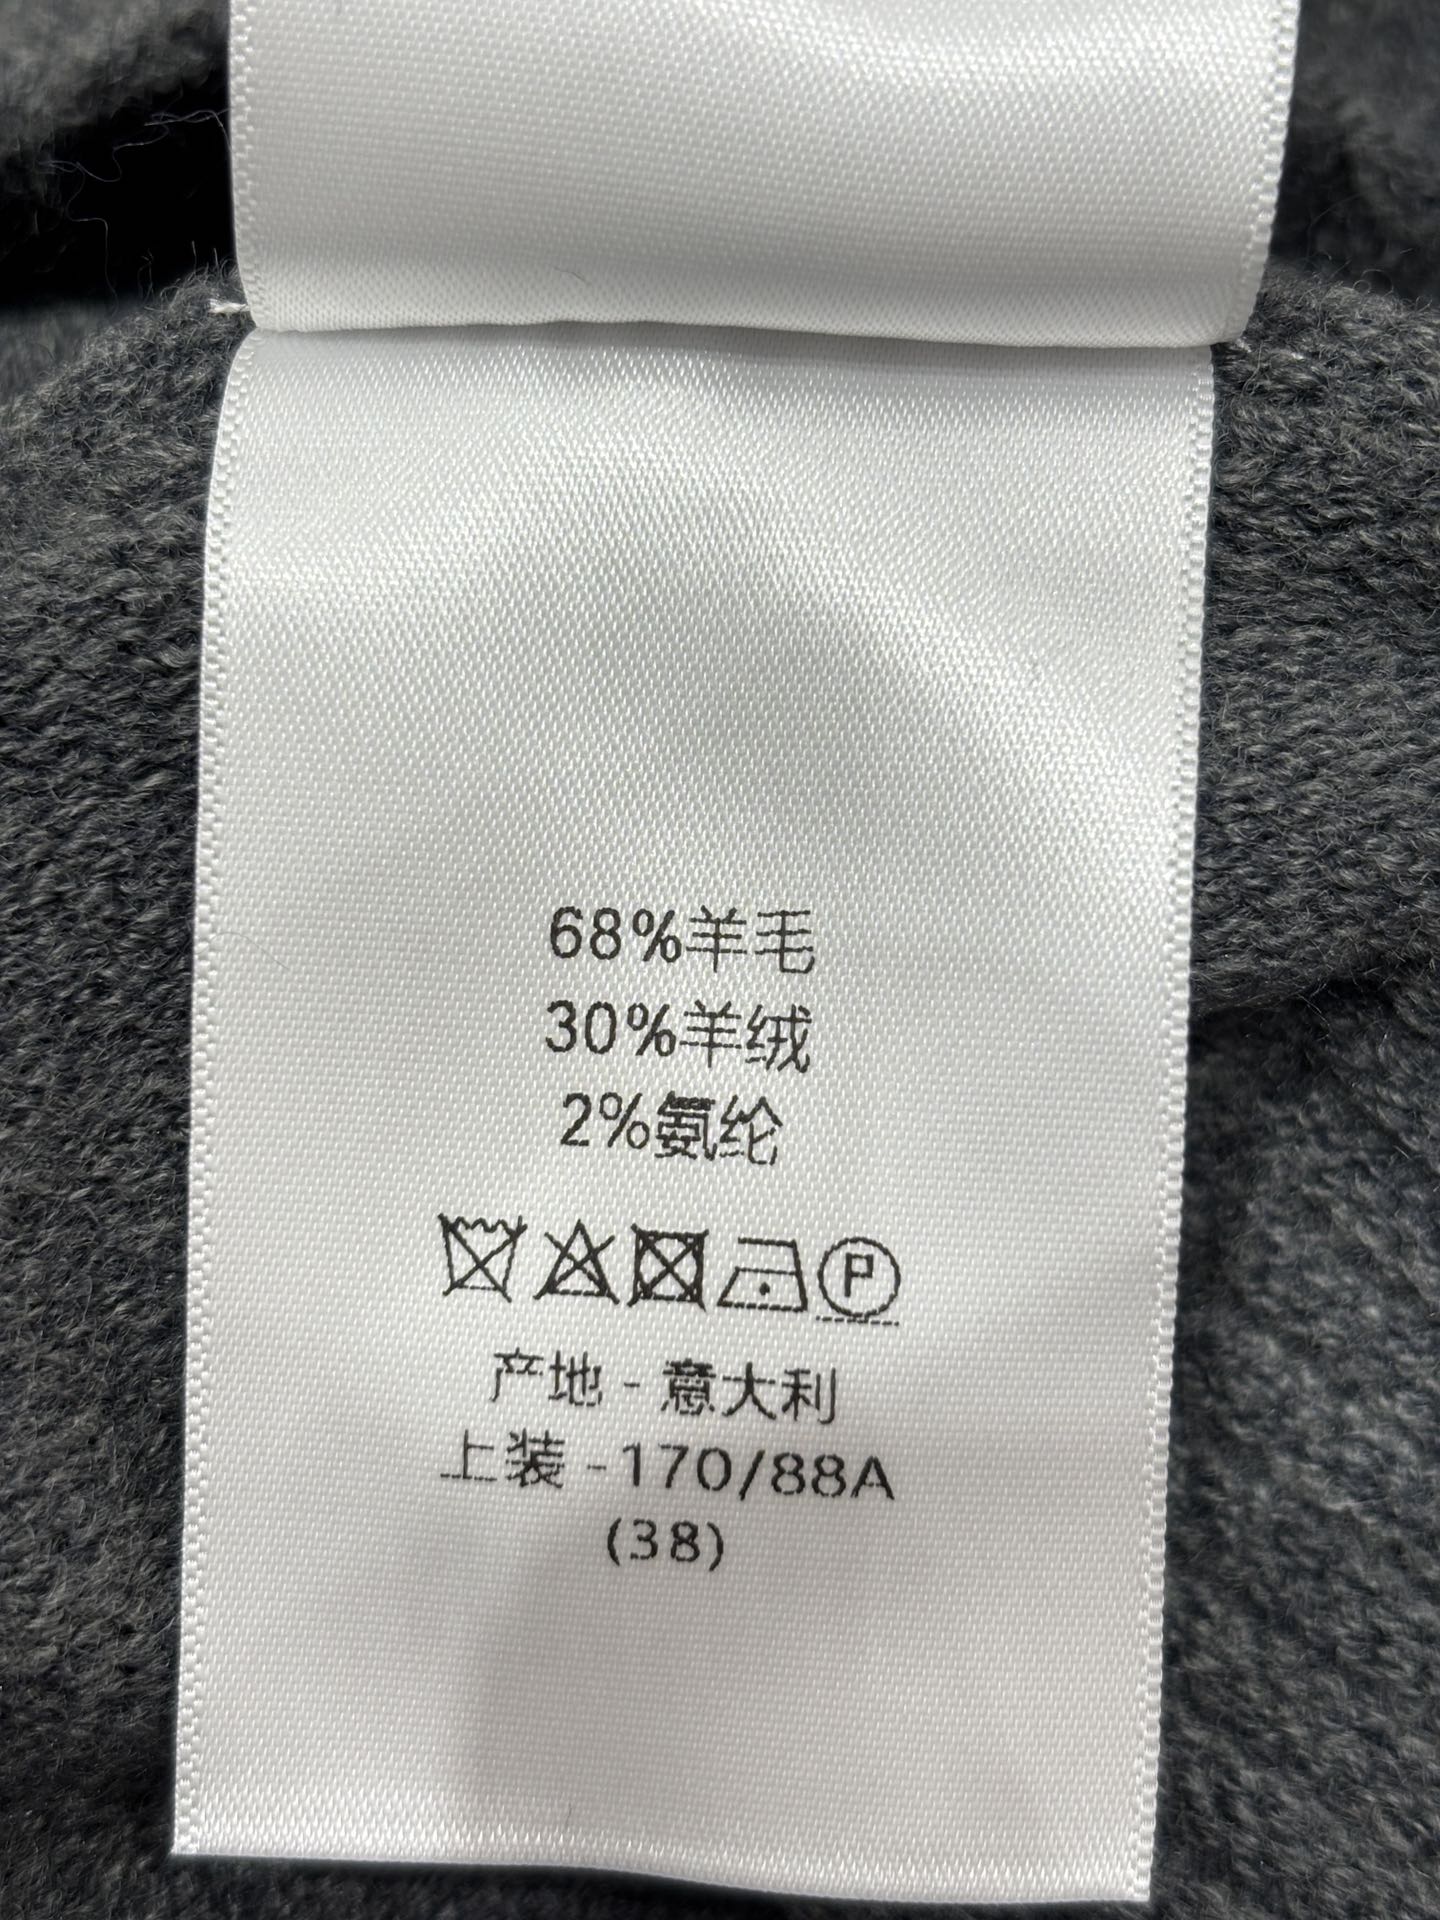 68%羊毛
30%羊绒
2%氨纶
P
产地 - 意大利
上装 -170/88A
(38)